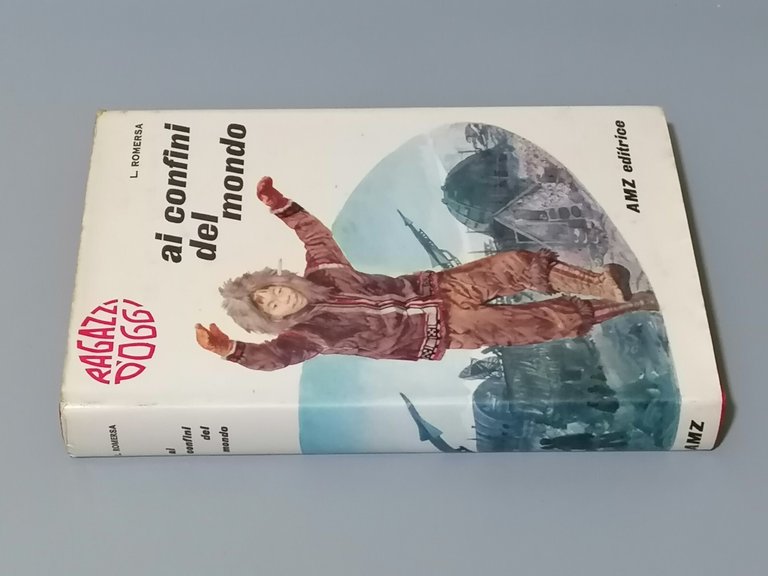 L. ROMERSA
ai confini
del mondo
RAGAZZI
D'OGGI
AMZ editrice
L. ROMERSA
ai
confini
del
mondo
AMZ